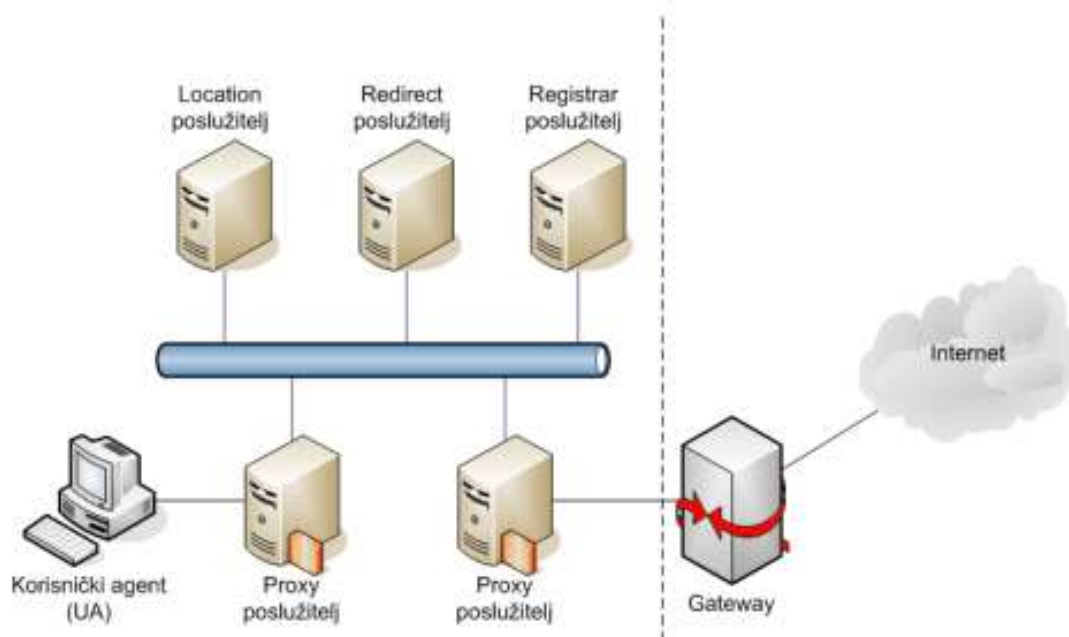 Location
poslužitelj
Redirect
poslužitelj
Registrar
poslužitelj
Internet
Korisnički agent
(UA)
Proxy
poslužitelj
Proxy
poslužitelj
Gateway